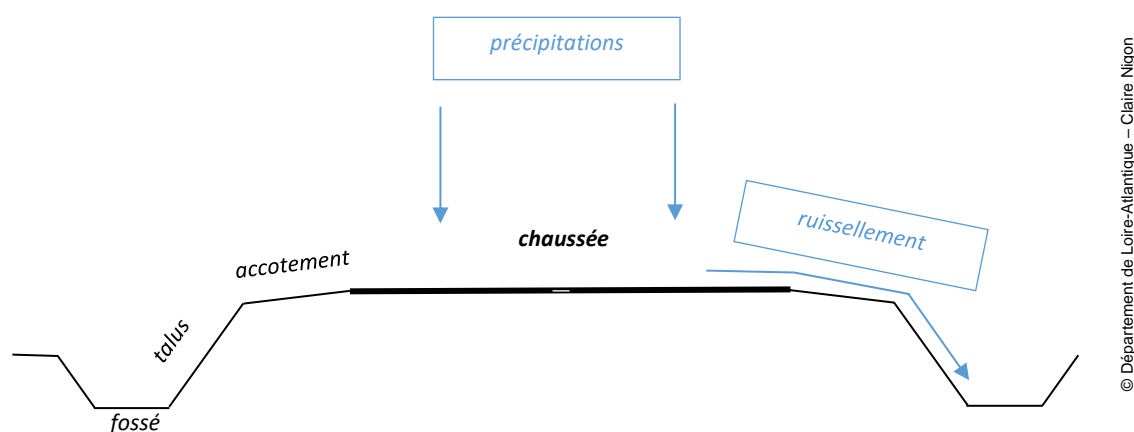 précipitations
ruissellement
chaussée
accotement
talus
fossé
© Département de Loire-Atlantique – Claire Nigon